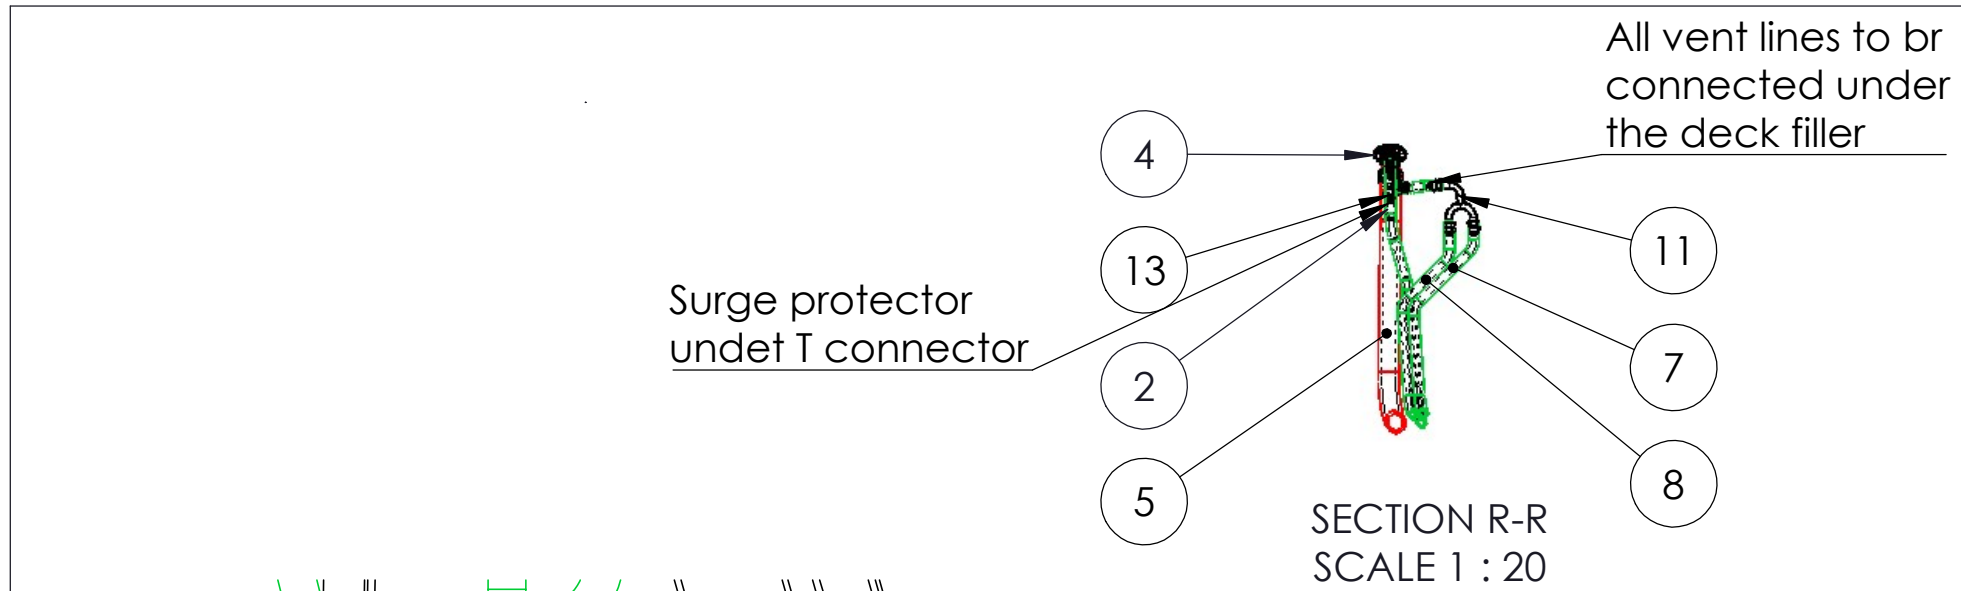 All vent lines to br
connected under
the deck filler
4
13
11
Surge protector
undet T connector
2
7
5
8
SECTION R-R
SCALE 1 : 20